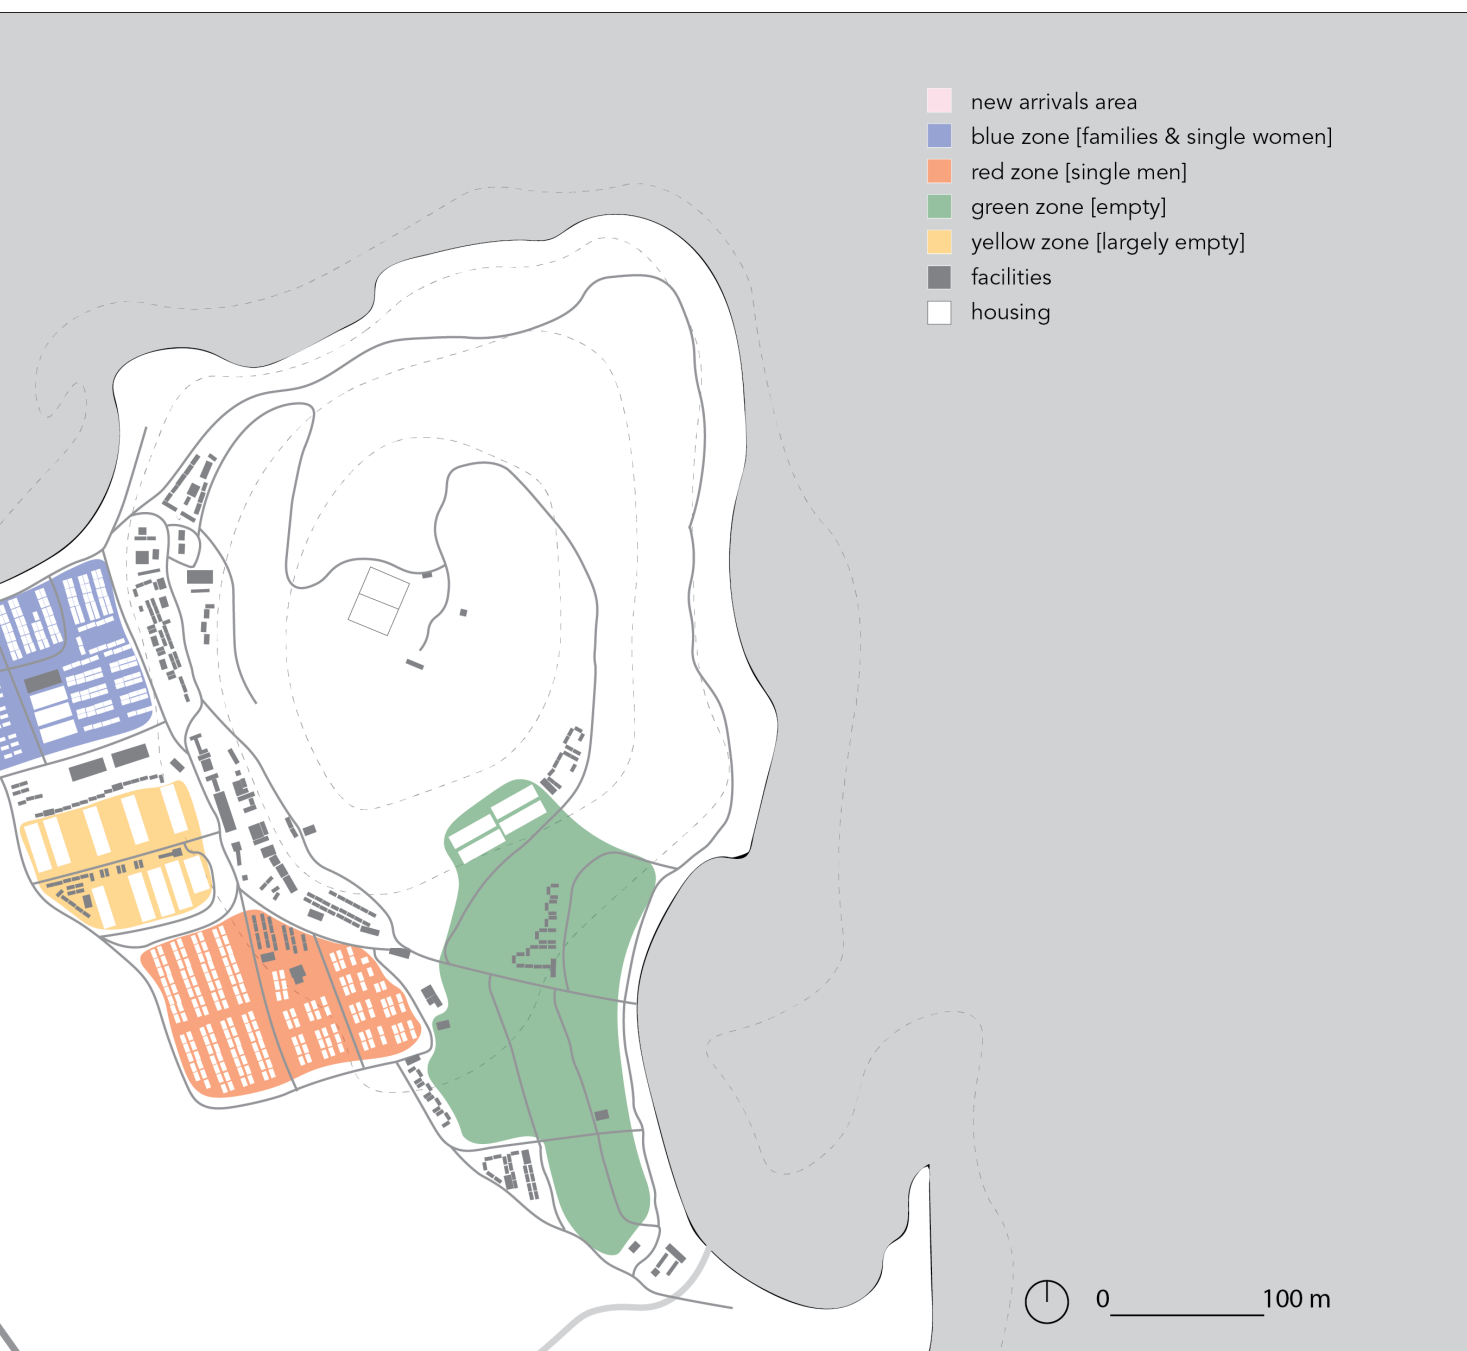 new arrivals area
blue zone [families & single women]
red zone [single men]
green zone [empty]
yellow zone [largely empty]
facilities
housing
0 100 m